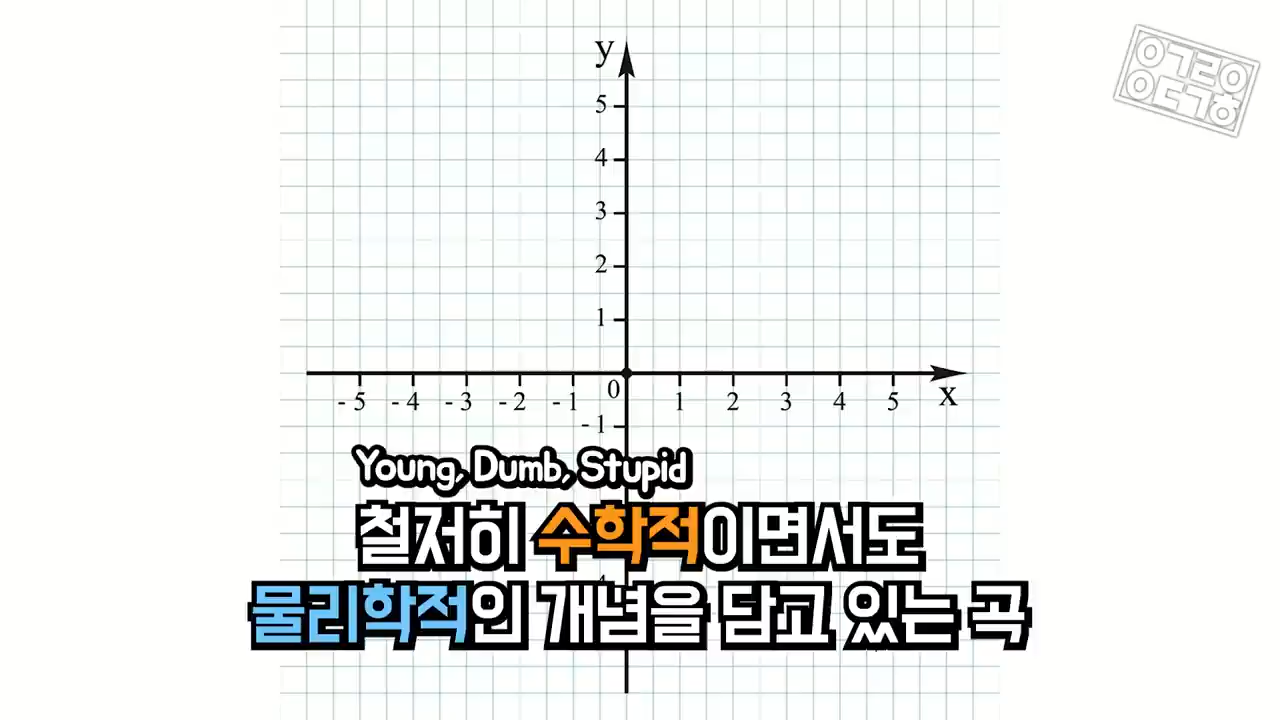 y
5
4
3
2
1
0
- 5 - 4 - 3 - 2 - 1 1 2 3 4 5 x
- 1
Young, Dumb, Stupid
철저히 수학적이면서도
물리학적인 개념을 담고 있는 곡